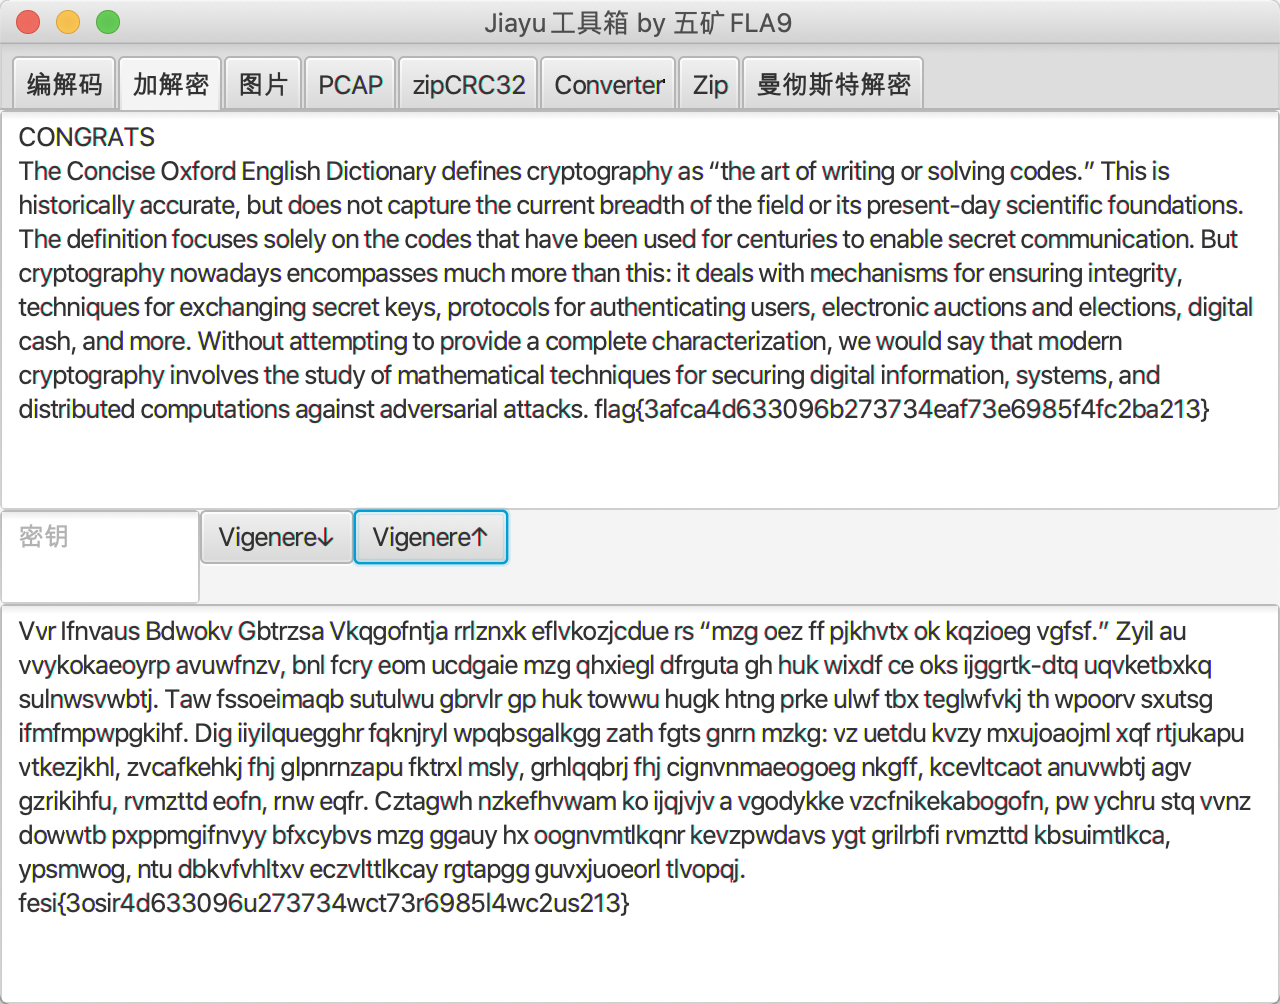 Jiayu工具箱 by 五矿FLA9
编解码 加解密 图片 PCAP zipCRC32 Converter Zip 曼彻斯特解密
CONGRATS
The Concise Oxford English Dictionary defines cryptography as “the art of writing or solving codes.” This is
historically accurate, but does not capture the current breadth of the field or its present-day scientific foundations.
The definition focuses solely on the codes that have been used for centuries to enable secret communication. But
cryptography nowadays encompasses much more than this: it deals with mechanisms for ensuring integrity,
techniques for exchanging secret keys, protocols for authenticating users, electronic auctions and elections, digital
cash, and more. Without attempting to provide a complete characterization, we would say that modern
cryptography involves the study of mathematical techniques for securing digital information, systems, and
distributed computations against adversarial attacks. flag{3afca4d633096b273734eaf73e6985f4fc2ba213}
密钥 Vigenere↓ Vigenere↑
Vvr Ifnvaus Bdwokv Gbtrzsa Vkqgofntja rrlznxk eflvkozjcdue rs “mzg oez ff pjkhvtx ok kqzioeg vgfsf.” Zyil au
vvykokaeoyrp avuwfnzv, bnl fcry eom ucdgaie mzg qhxiegl dfrguta gh huk wixdf ce oks ijggrtk-dtq uqvketbxkq
sulnwsvwbtj. Taw fssoeimaqb sutulwu gbrvlr gp huk towwu hugk htng prke ulwf tbx teglwfvkj th wpoorv sxutsg
ifmfmpwpgkihf. Dig iiyilquegghr fqknjryl wpqbsgalkgg zath fgts gnrn mzkg: vz uetdu kvzy mxujoaojml xqf rtjukapu
vtkezjkhl, zvcafkehkj fhj glpnrnzapu fktrxl msly, grhlqqbrj fhj cignvnmaeogoeg nkgff, kcevltcaot anuvwbtj agv
gzrikihfu, rvmzttd eofn, rnw eqfr. Cztagwh nzkefhvwam ko ijqjvjv a vgodykke vzcfnikekabogofn, pw ychru stq vvnz
dowwtb pxppmgifnvyy bfxcybvs mzg ggauy hx oognvmtlkqnr kevzpwdavs ygt grilrbfi rvmzttd kbsuimtlkca,
ypsmwog, ntu dbkvfvhltxv eczvlttlkcay rgtapgg guvxjuoeorl tlvopqj.
fesi{3osir4d633096u273734wct73r6985l4wc2us213}